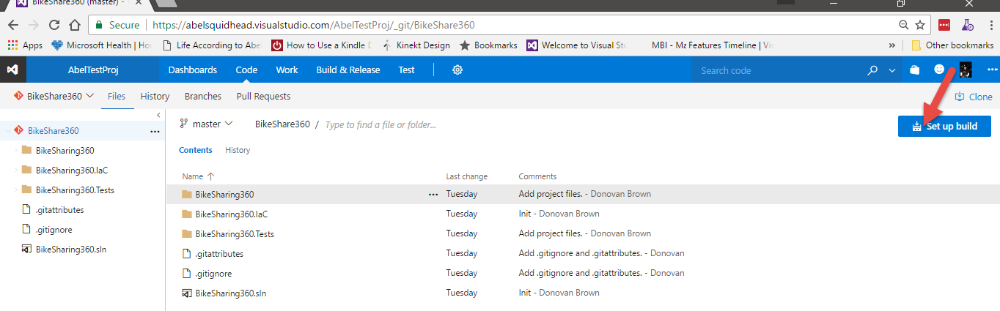 BikeShare360 (master) -
Secure https://abelsquidhead.visualstudio.com/AbelTestProj/_git/BikeShare360
Apps Microsoft Health | Ho Life According to Abe How to Use a Kindle D Kinekt Design Bookmarks Welcome to Visual Stu MBI - Ma Features Timeline | Vis » Other bookmarks
AbelTestProj Dashboards Code Work Build & Release Test Search code
BikeShare360 Files History Branches Pull Requests Clone
master BikeShare360 / Type to find a file or folder... Set up build
BikeShare360
BikeSharing360
BikeSharing360.IaC
BikeSharing360.Tests
.gitattributes
.gitignore
BikeSharing360.sln
Contents History
Name Last change Comments
BikeSharing360 Tuesday Add project files. - Donovan Brown
BikeSharing360.IaC Tuesday Init - Donovan Brown
BikeSharing360.Tests Tuesday Add project files. - Donovan Brown
.gitattributes Tuesday Add .gitignore and .gitattributes. - Donovan
.gitignore Tuesday Add .gitignore and .gitattributes. - Donovan
BikeSharing360.sln Tuesday Init - Donovan Brown